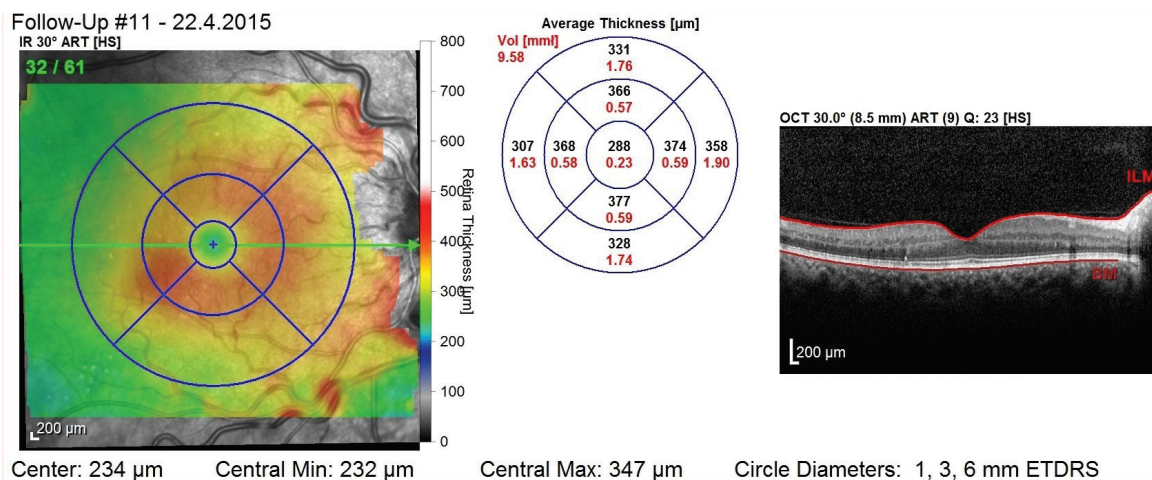 Follow-Up #11 - 22.4.2015
IR 30° ART [HS]
32 / 61
200 µm
800
700
600
500
400
300
200
100
0
Retina Thickness [µm]
Average Thickness [µm]
Vol [mm³]
9.58
331
1.76
366
0.57
307 368 288 374 358
1.63 0.58 0.23 0.59 1.90
377
0.59
328
1.74
OCT 30.0° (8.5 mm) ART (9) Q: 23 [HS]
ILM
BM
200 µm
Center: 234 µm Central Min: 232 µm Central Max: 347 µm Circle Diameters: 1, 3, 6 mm ETDRS